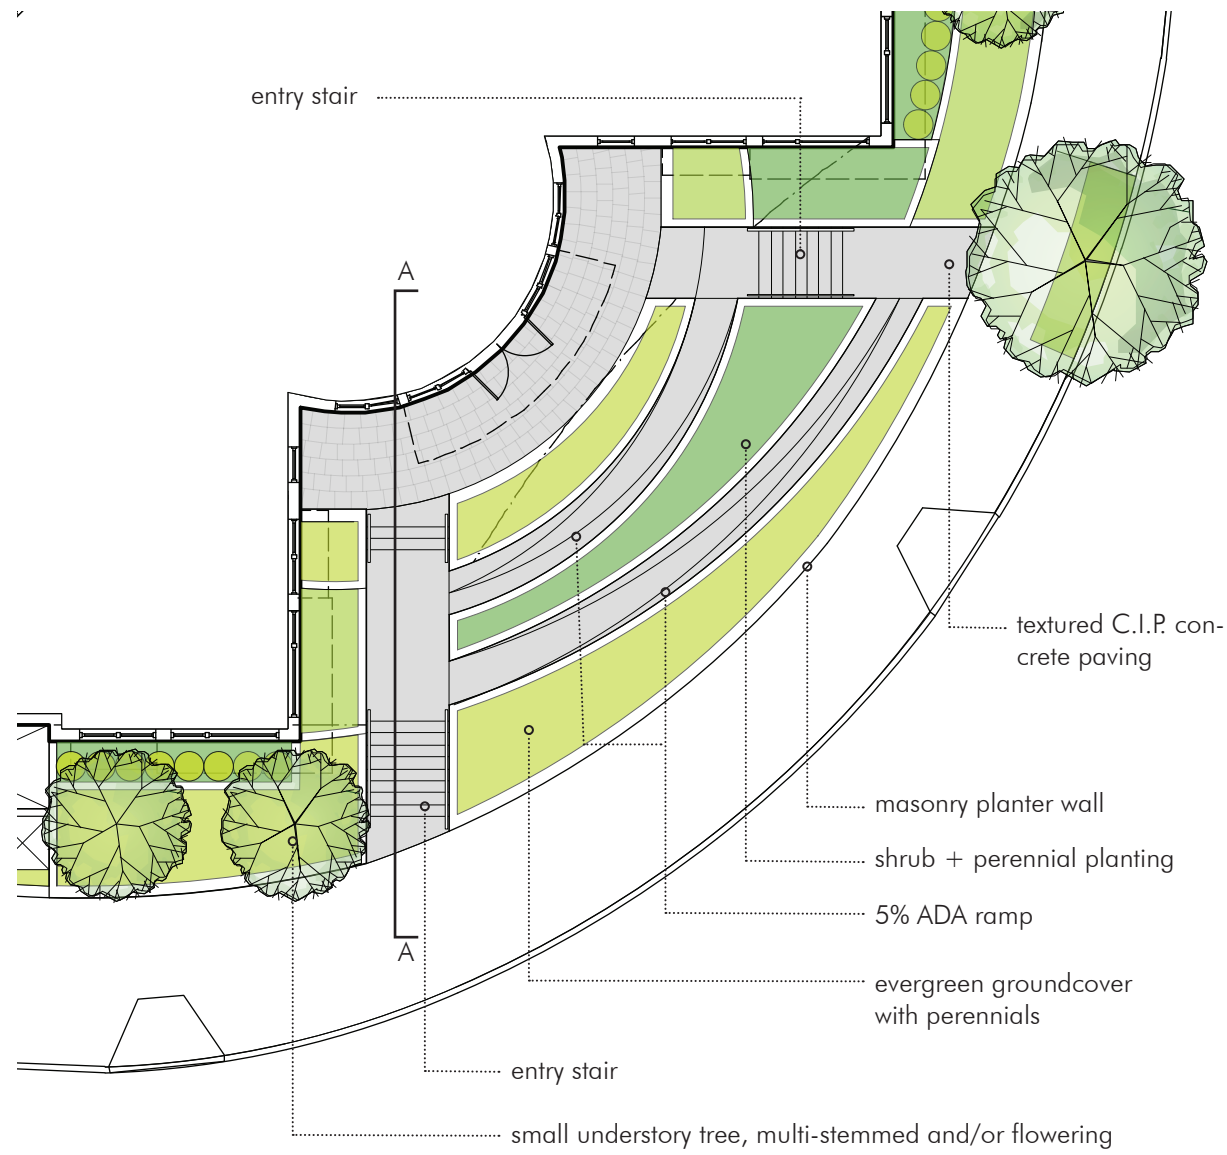 entry stair
A
textured C.I.P. con-
crete paving
masonry planter wall
shrub + perennial planting
5% ADA ramp
A
evergreen groundcover
with perennials
entry stair
small understory tree, multi-stemmed and/or flowering